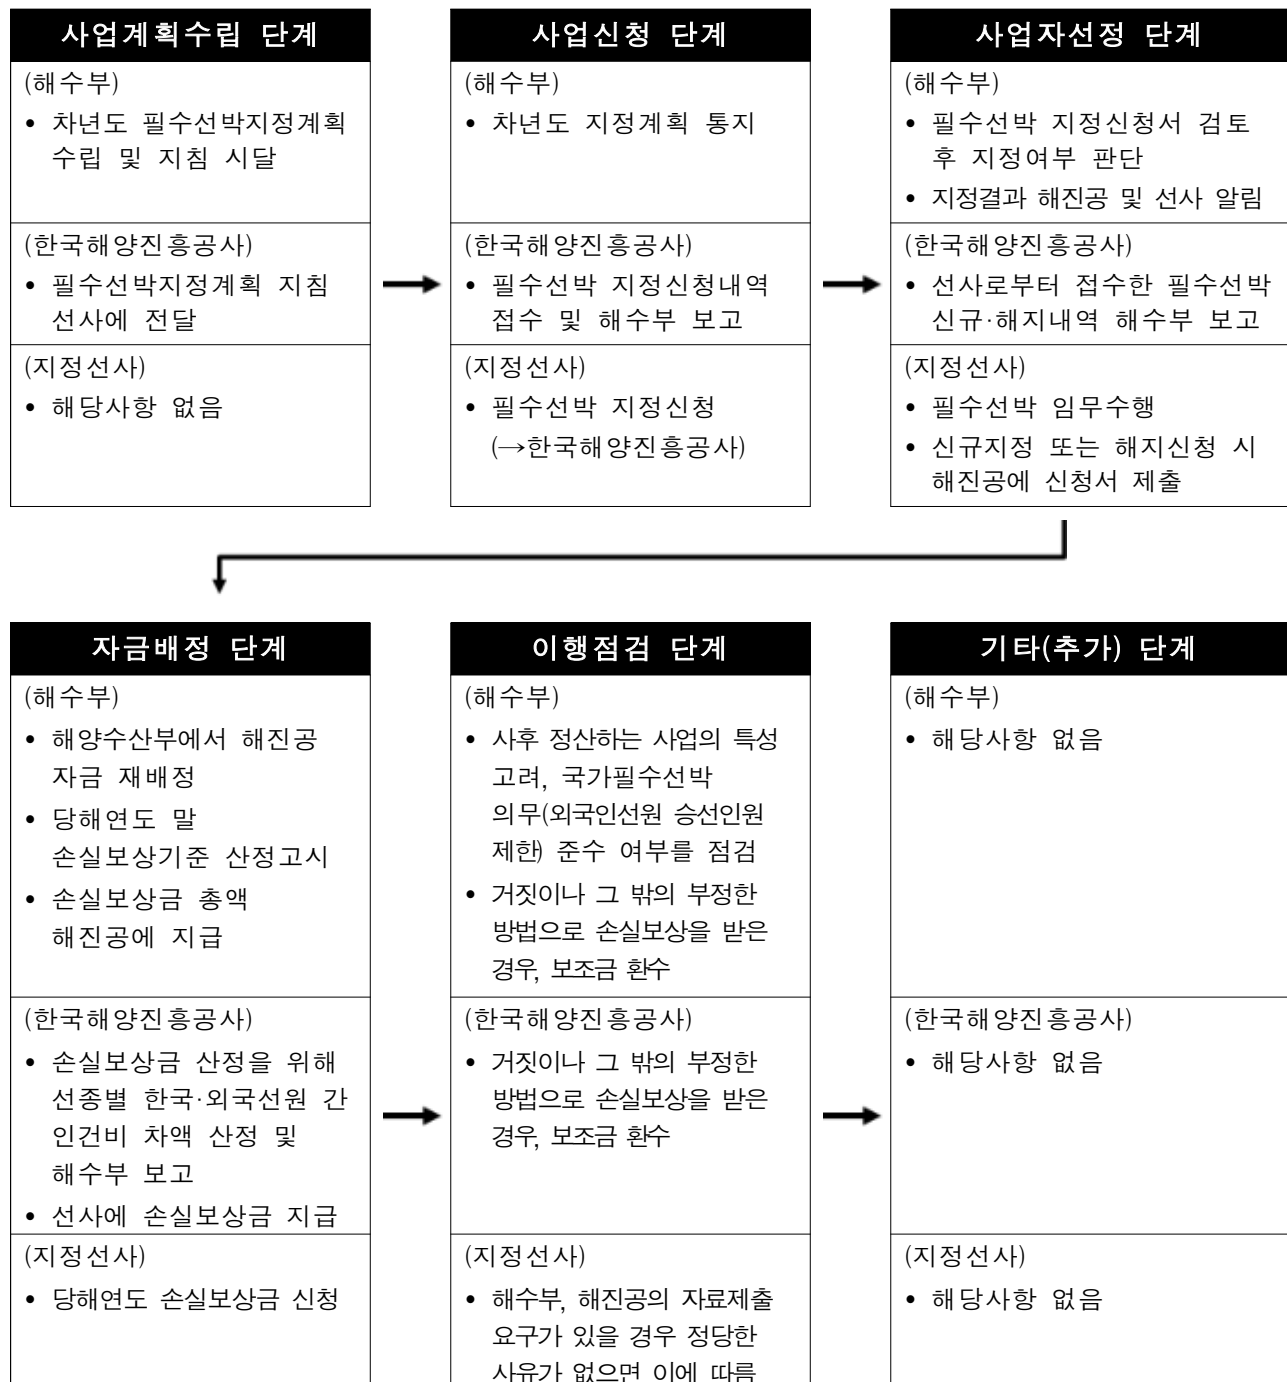 사업계획수립 단계
(해수부)
• 차년도 필수선박지정계획
수립 및 지침 시달
(한국해양진흥공사)
• 필수선박지정계획 지침
선사에 전달
(지정선사)
• 해당사항 없음
사업신청 단계
(해수부)
• 차년도 지정계획 통지
(한국해양진흥공사)
• 필수선박 지정신청내역
접수 및 해수부 보고
(지정선사)
• 필수선박 지정신청
(→한국해양진흥공사)
사업자선정 단계
(해수부)
• 필수선박 지정신청서 검토
후 지정여부 판단
• 지정결과 해진공 및 선사 알림
(한국해양진흥공사)
• 선사로부터 접수한 필수선박
신규·해지내역 해수부 보고
(지정선사)
• 필수선박 임무수행
• 신규지정 또는 해지신청 시
해진공에 신청서 제출
자금배정 단계
(해수부)
• 해양수산부에서 해진공
자금 재배정
• 당해연도 말
손실보상기준 산정고시
• 손실보상금 총액
해진공에 지급
(한국해양진흥공사)
• 손실보상금 산정을 위해
선종별 한국·외국선원 간
인건비 차액 산정 및
해수부 보고
• 선사에 손실보상금 지급
(지정선사)
• 당해연도 손실보상금 신청
이행점검 단계
(해수부)
• 사후 정산하는 사업의 특성
고려, 국가필수선박
의무(외국인선원 승선인원
제한) 준수 여부를 점검
• 거짓이나 그 밖의 부정한
방법으로 손실보상을 받은
경우, 보조금 환수
(한국해양진흥공사)
• 거짓이나 그 밖의 부정한
방법으로 손실보상을 받은
경우, 보조금 환수
(지정선사)
• 해수부, 해진공의 자료제출
요구가 있을 경우 정당한
사유가 없으면 이에 따름
기타(추가) 단계
(해수부)
• 해당사항 없음
(한국해양진흥공사)
• 해당사항 없음
(지정선사)
• 해당사항 없음